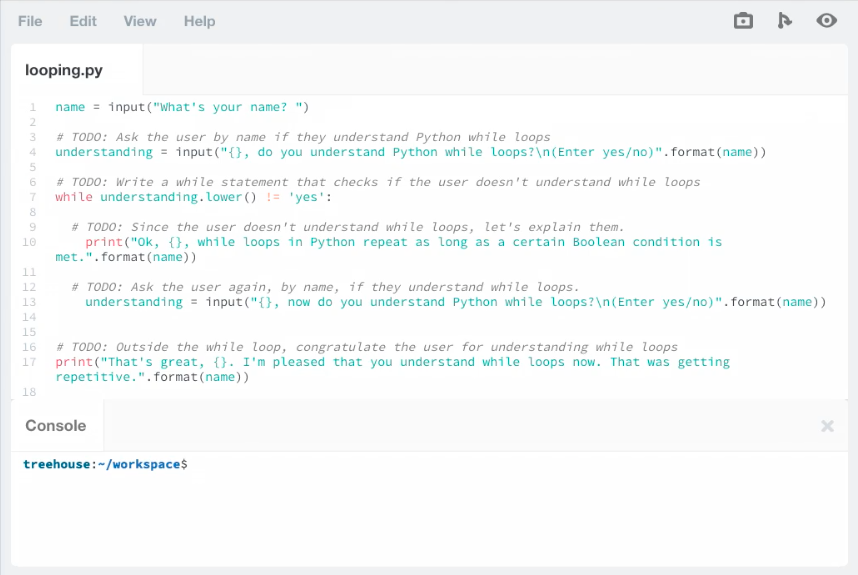 File Edit View Help
looping.py
1 name = input("What's your name? ")
2
3 # TODO: Ask the user by name if they understand Python while loops
4 understanding = input("{}, do you understand Python while loops?\n(Enter yes/no)".format(name))
5
6 # TODO: Write a while statement that checks if the user doesn't understand while loops
7 while understanding.lower() != 'yes':
8
9 # TODO: Since the user doesn't understand while loops, let's explain them.
10 print("Ok, {}, while loops in Python repeat as long as a certain Boolean condition is
met.".format(name))
11
12 # TODO: Ask the user again, by name, if they understand while loops.
13 understanding = input("{}, now do you understand Python while loops?\n(Enter yes/no)".format(name))
14
15
16 # TODO: Outside the while loop, congratulate the user for understanding while loops
17 print("That's great, {}. I'm pleased that you understand while loops now. That was getting
repetitive.".format(name))
18
Console
treehouse:~/workspace$